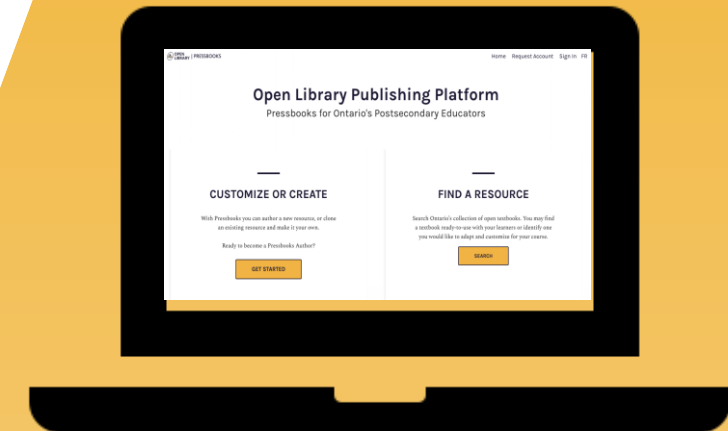 OPEN LIBRARY | PRESSBOOKS
Home Request Account Sign In FR
Open Library Publishing Platform
Pressbooks for Ontario's Postsecondary Educators
CUSTOMIZE OR CREATE
With Pressbooks you can author a new resource, or clone
an existing resource and make it your own.
Ready to become a Pressbooks Author?
GET STARTED
FIND A RESOURCE
Search Ontario's collection of open textbooks. You may find
a textbook ready-to-use with your learners or identify one
you would like to adapt and customize for your course.
SEARCH